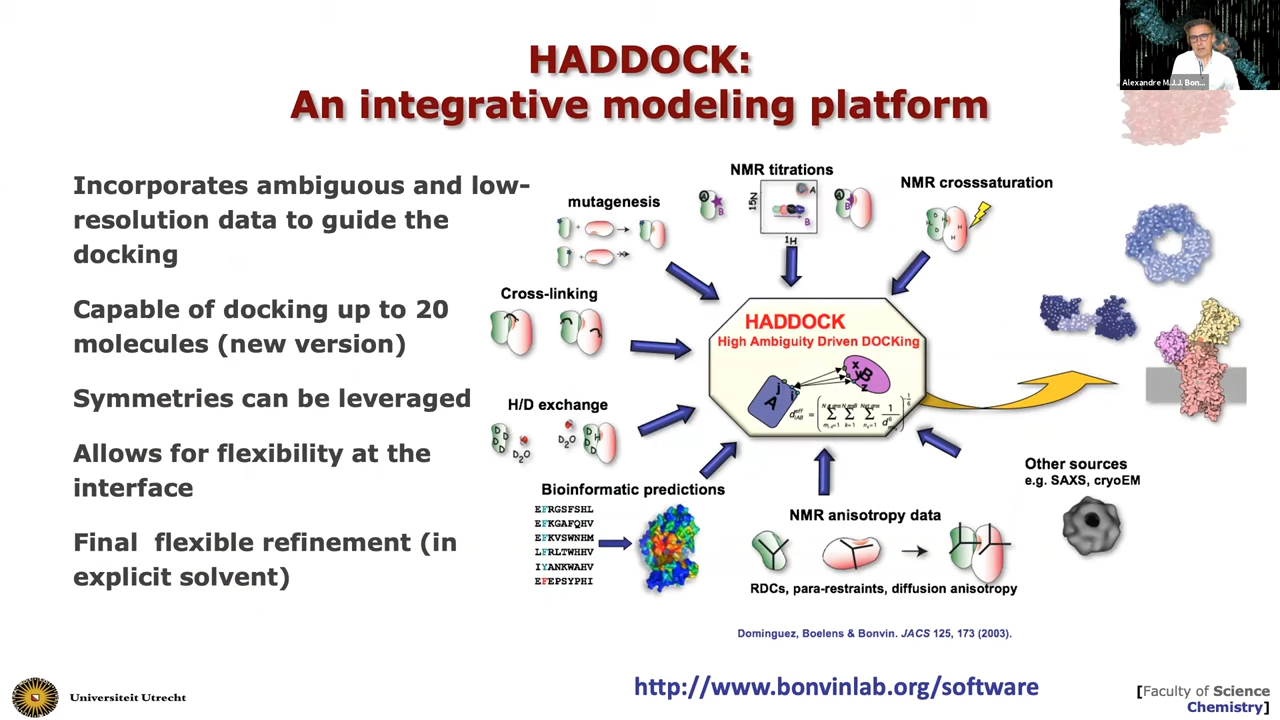 HADDOCK:
An integrative modeling platform
Alexandre M.J.J. Bon...
Incorporates ambiguous and low-
resolution data to guide the
docking
Capable of docking up to 20
molecules (new version)
Symmetries can be leveraged
Allows for flexibility at the
interface
Final flexible refinement (in
explicit solvent)
mutagenesis
NMR titrations
A
B
15N
A
B
1H
A
B
NMR crosssaturation
D
D
H
H
H
Cross-linking
HADDOCK
High Ambiguity Driven DOCKing
A
i
j
x
y
z
B
H/D exchange
D
D
D
D
D2O
D2O
D
D
D
H
Bioinformatic predictions
EFRGSFSHL
EFKGAFQHV
EFKVSWNHM
LFRLTWHHV
IYANKWAHV
EFEPSYPHI
NMR anisotropy data
RDCs, para-restraints, diffusion anisotropy
Other sources
e.g. SAXS, cryoEM
Dominguez, Boelens & Bonvin. JACS 125, 173 (2003).
Universiteit Utrecht
http://www.bonvinlab.org/software
[Faculty of Science
Chemistry]